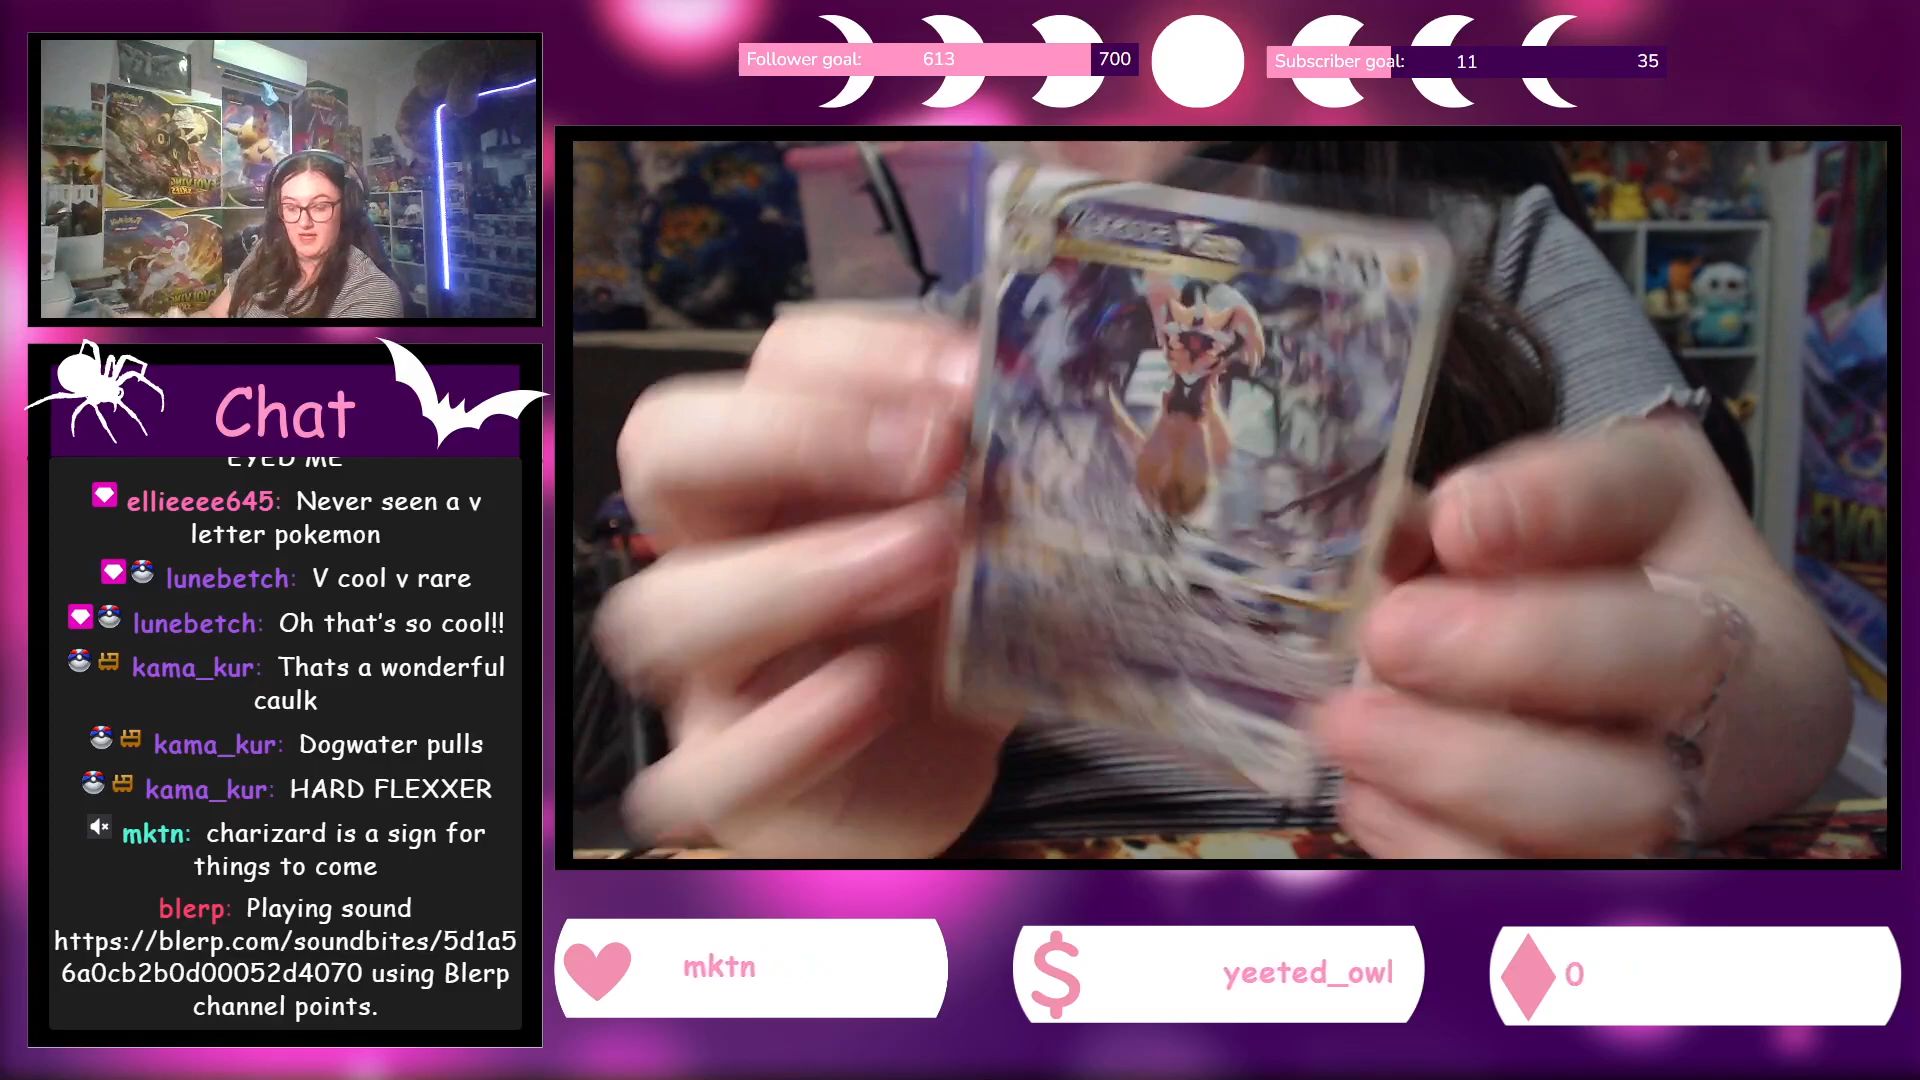 Follower goal: 613 700
Subscriber goal: 11 35
Chat
EYED ME
ellieeee645: Never seen a v
letter pokemon
lunebetch: V cool v rare
lunebetch: Oh that's so cool!!
kama_kur: Thats a wonderful
caulk
kama_kur: Dogwater pulls
kama_kur: HARD FLEXXER
mktn: charizard is a sign for
things to come
blerp: Playing sound
https://blerp.com/soundbites/5d1a5
6a0cb2b0d00052d4070 using Blerp
channel points.
mktn
yeeted_owl
0